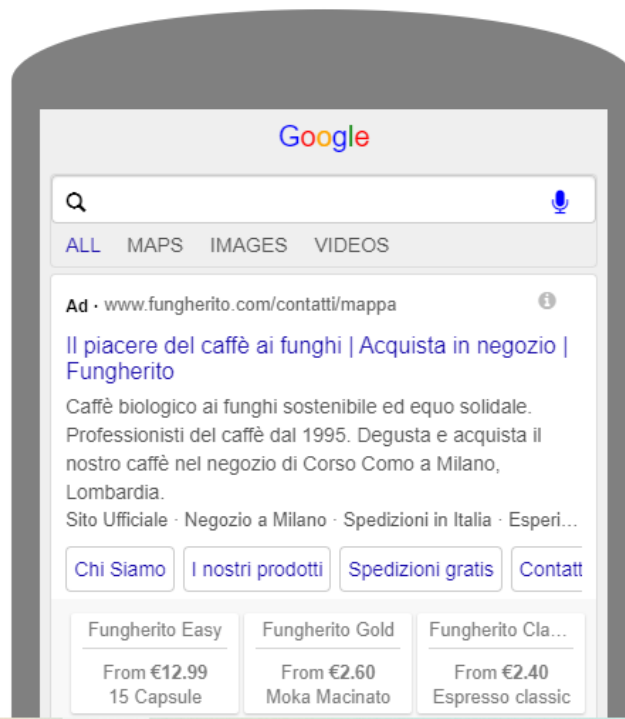 Google
ALL MAPS IMAGES VIDEOS
Ad · www.fungherito.com/contatti/mappa
Il piacere del caffè ai funghi | Acquista in negozio |
Fungherito
Caffè biologico ai funghi sostenibile ed equo solidale.
Professionisti del caffè dal 1995. Degusta e acquista il
nostro caffè nel negozio di Corso Como a Milano,
Lombardia.
Sito Ufficiale · Negozio a Milano · Spedizioni in Italia · Esperi...
Chi Siamo I nostri prodotti Spedizioni gratis Contatt
Fungherito Easy Fungherito Gold Fungherito Cla...
From €12.99 From €2.60 From €2.40
15 Capsule Moka Macinato Espresso classic